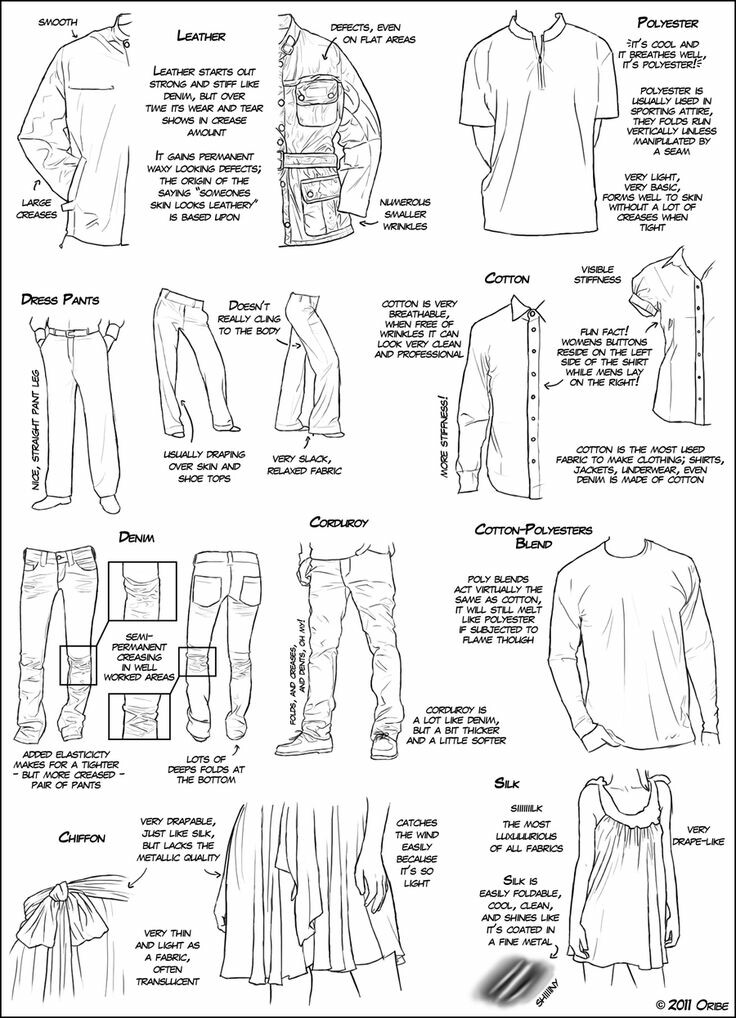 Smooth
Leather
Leather starts out
strong and stiff like
denim, but over
time its wear and tear
shows in crease
amount
It gains permanent
waxy looking defects;
the origin of the
saying "someones
skin looks leathery"
is based upon
Large
creases
Defects, even
on flat areas
Numerous
smaller
wrinkles
Polyester
"It's cool and
it breathes well,
it's polyester!"
Polyester is
usually used in
sporting attire,
they folds run
vertically unless
manipulated by
a seam
Very light,
very basic,
forms well to skin
without a lot of
creases when
tight
Dress Pants
Nice, straight pant leg
Doesn't
really cling
to the body
Usually draping
over skin and
shoe tops
Very slack,
relaxed fabric
Cotton
Cotton is very
breathable,
when free of
wrinkles it can
look very clean
and professional
More stiffness!
Visible
stiffness
Fun fact!
Womens buttons
reside on the left
side of the shirt
while mens lay
on the right!
Cotton is the most used
fabric to make clothing; shirts,
jackets, underwear, even
denim is made of cotton
Denim
Semi-
permanent
creasing
in well
worked areas
Added elasticicty
makes for a tighter
- but more creased -
pair of pants
Lots of
deeps folds at
the bottom
Corduroy
Folds, and creases,
and dents, oh my!
Corduroy is
a lot like denim,
but a bit thicker
and a little softer
Cotton-Polyesters
Blend
Poly blends
act virtually the
same as cotton,
it will still melt
like polyester
if subjected to
flame though
Chiffon
Very drapable,
just like silk,
but lacks the
metallic quality
Very thin
and light as
a fabric,
often
translucent
Catches
the wind
easily
because
it's so
light
Silk
Siiiiiilk
The most
luxuuurious
of all fabrics
Silk is
easily foldable,
cool, clean,
and shines like
it's coated in
a fine metal
Shiiiny
Very
drape-like
© 2011 Oribe